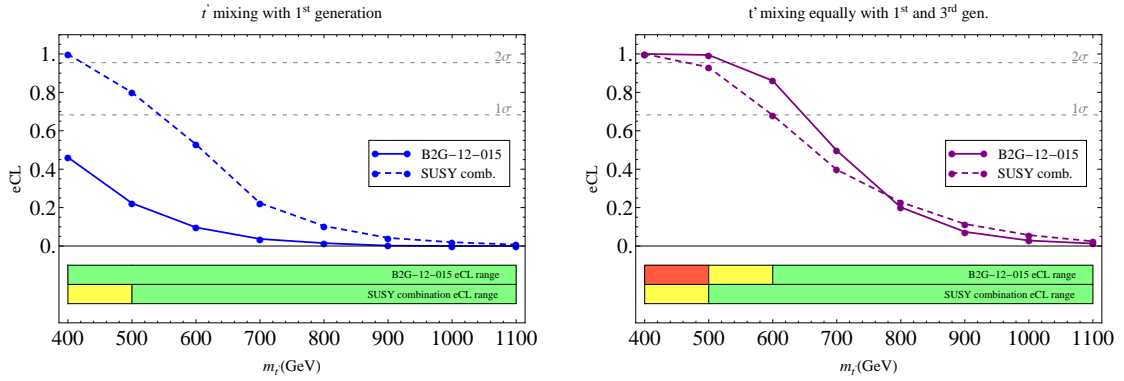 t' mixing with 1st generation
1.
0.8
0.6
0.4
0.2
0.
eCL
2σ
1σ
B2G−12−015
SUSY comb.
B2G−12−015 eCL range
SUSY combination eCL range
400 500 600 700 800 900 1000 1100
m_t'(GeV)
t' mixing equally with 1st and 3rd gen.
1.
0.8
0.6
0.4
0.2
0.
eCL
2σ
1σ
B2G−12−015
SUSY comb.
B2G−12−015 eCL range
SUSY combination eCL range
400 500 600 700 800 900 1000 1100
m_t'(GeV)